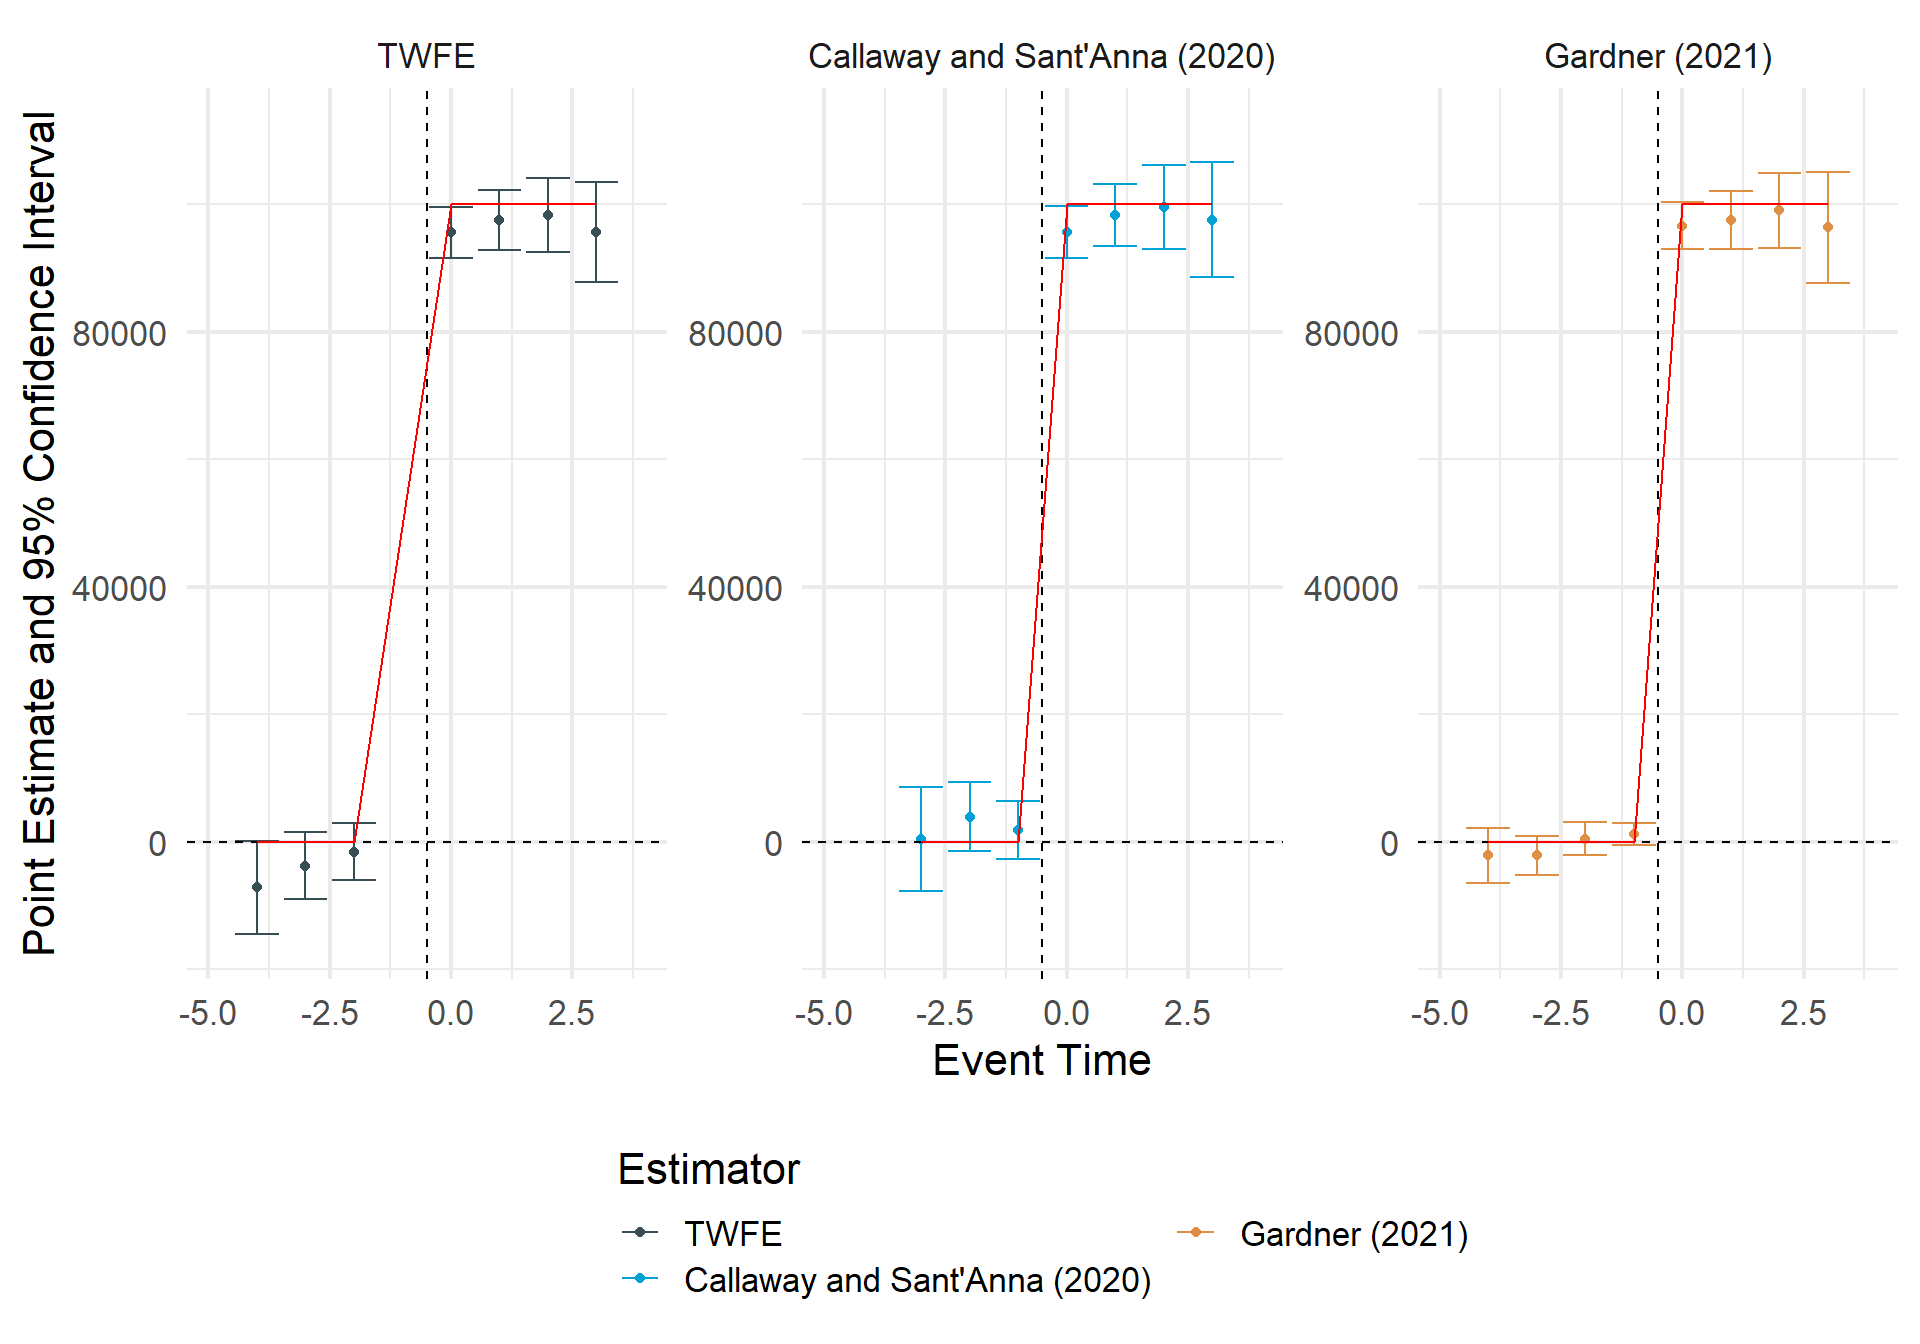 TWFE
Callaway and Sant'Anna (2020)
Gardner (2021)
Point Estimate and 95% Confidence Interval
80000
40000
0
80000
40000
0
80000
40000
0
-5.0 -2.5 0.0 2.5
-5.0 -2.5 0.0 2.5
-5.0 -2.5 0.0 2.5
Event Time
Estimator
TWFE
Callaway and Sant'Anna (2020)
Gardner (2021)